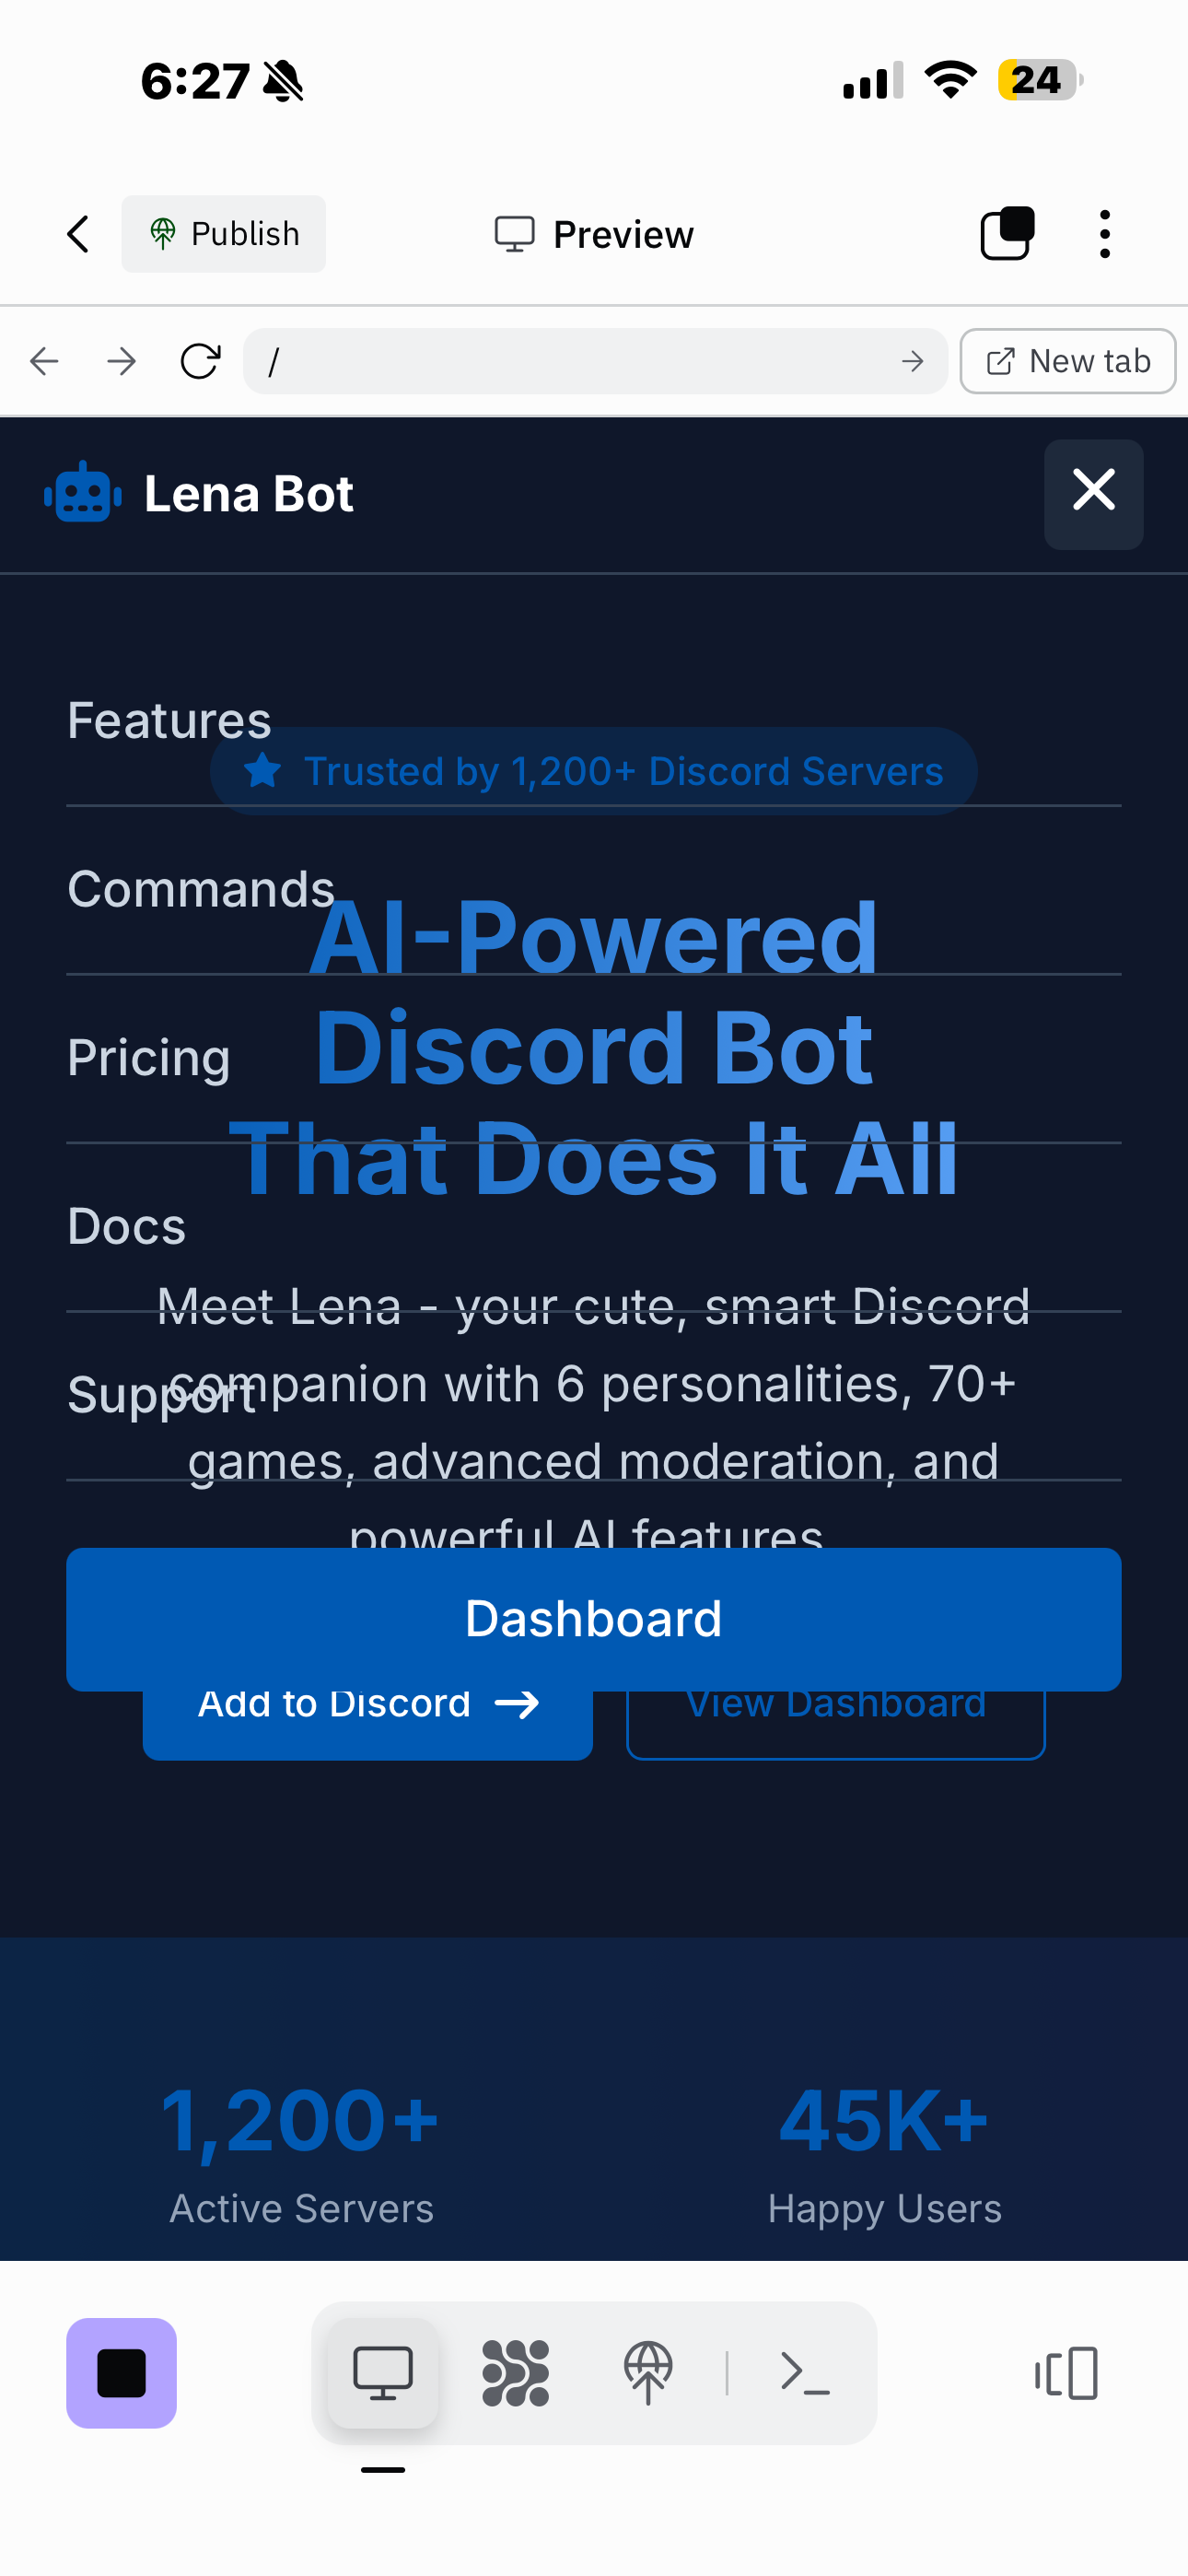 6:27
24
Publish
Preview
/
New tab
Lena Bot
Features
Trusted by 1,200+ Discord Servers
Commands
AI-Powered
Discord Bot
Pricing
That Does It All
Docs
Meet Lena - your cute, smart Discord
companion with 6 personalities, 70+
Support
games, advanced moderation, and
powerful AI features
Dashboard
Add to Discord
View Dashboard
1,200+
45K+
Active Servers
Happy Users